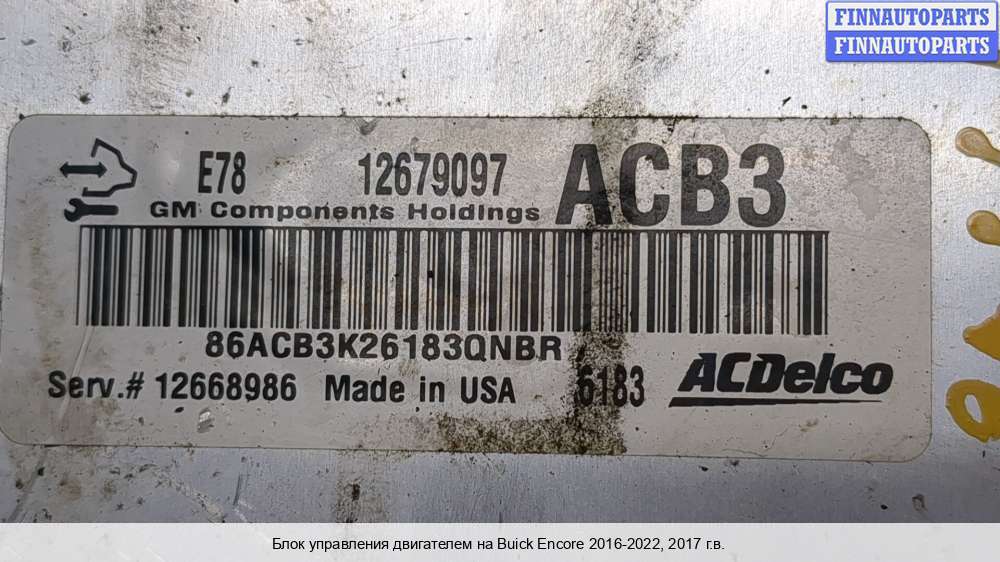 FINNAUTOPARTS
FINNAUTOPARTS
E78 12679097 ACB3
GM Components Holdings
86ACB3K26183QNBR
Serv.# 12668986 Made in USA 6183 ACDelco
Блок управления двигателем на Buick Encore 2016-2022, 2017 г.в.